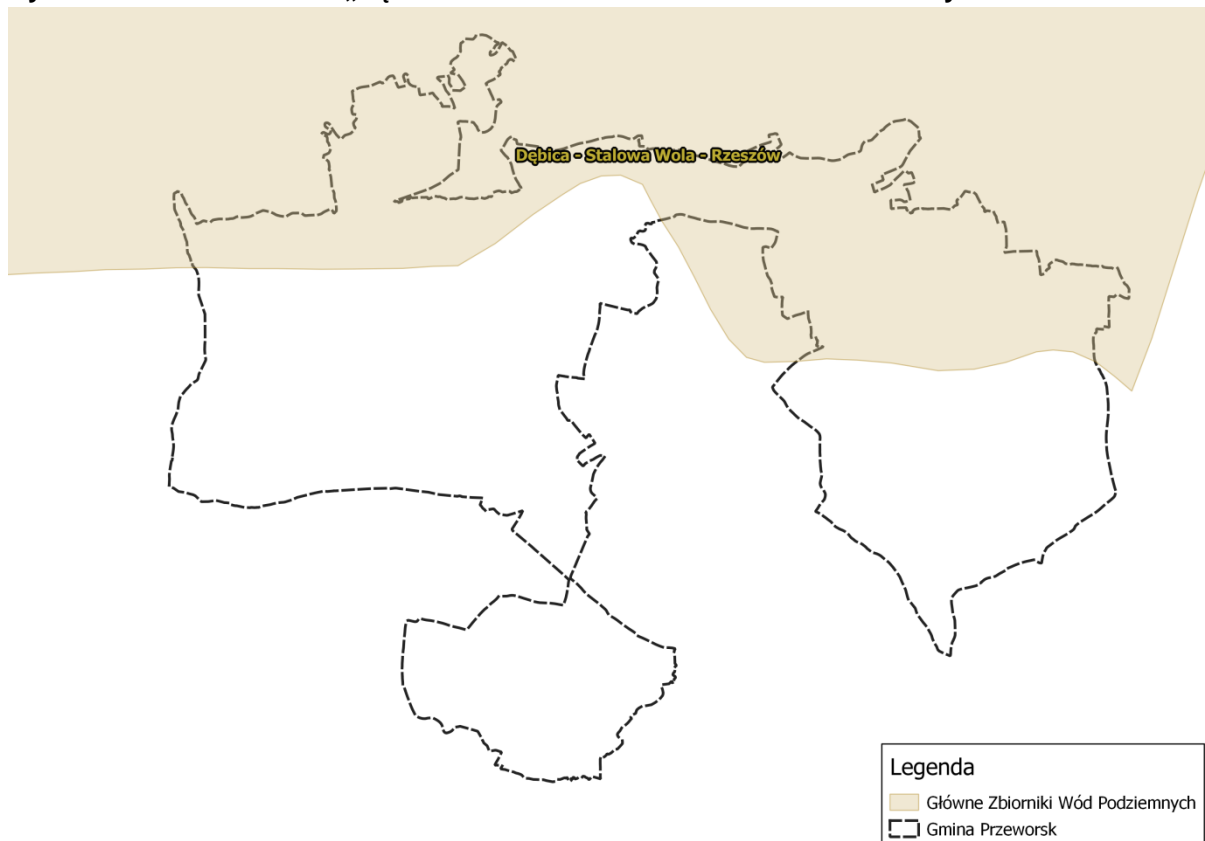 Dębica - Stalowa Wola - Rzeszów
Legenda
Główne Zbiorniki Wód Podziemnych
Gmina Przeworsk